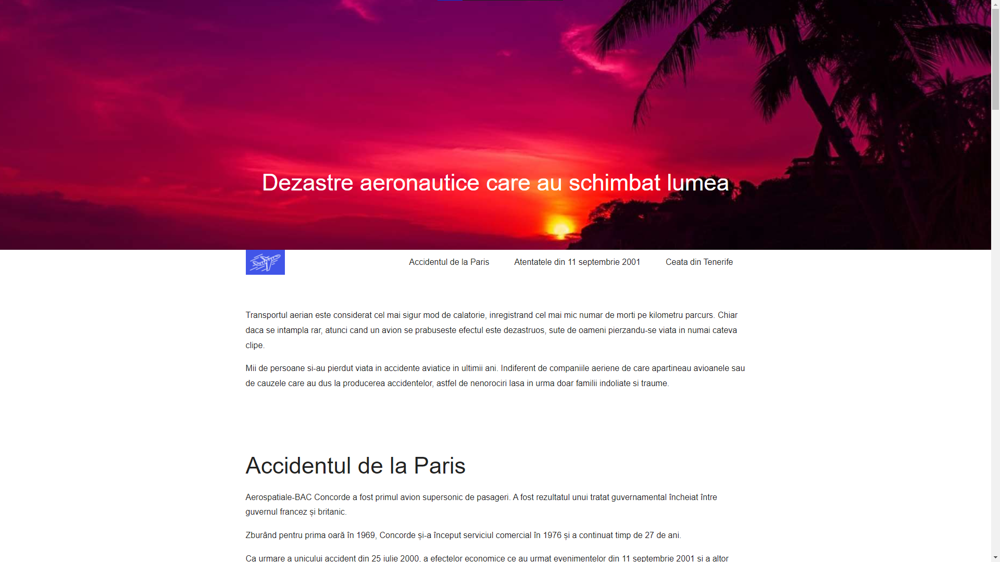 Dezastre aeronautice care au schimbat lumea
Accidentul de la Paris
Atentatele din 11 septembrie 2001
Ceata din Tenerife
Transportul aerian este considerat cel mai sigur mod de calatorie, inregistrand cel mai mic numar de morti pe kilometru parcurs. Chiar
daca se intampla rar, atunci cand un avion se prabuseste efectul este dezastruos, sute de oameni pierzandu-se viata in numai cateva
clipe.
Mii de persoane si-au pierdut viata in accidente aviatice in ultimii ani. Indiferent de companiile aeriene de care apartineau avioanele sau
de cauzele care au dus la producerea accidentelor, astfel de nenorociri lasa in urma doar familii indoliate si traume.
Accidentul de la Paris
Aerospatiale-BAC Concorde a fost primul avion supersonic de pasageri. A fost rezultatul unui tratat guvernamental încheiat între
guvernul francez și britanic.
Zburând pentru prima oară în 1969, Concorde și-a început serviciul comercial în 1976 și a continuat timp de 27 de ani.
Ca urmare a unicului accident din 25 iulie 2000, a efectelor economice ce au urmat evenimentelor din 11 septembrie 2001 și a altor